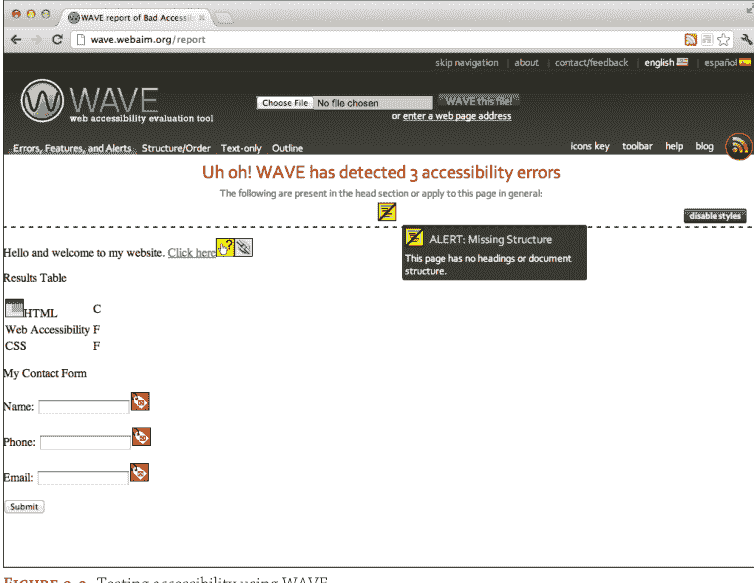 WAVE report of Bad Accessib
wave.webaim.org/report
skip navigation | about | contact/feedback | english | español
WAVE
web accessibility evaluation tool
Choose File No file chosen WAVE this file!
or enter a web page address
Errors, Features, and Alerts Structure/Order Text-only Outline icons key toolbar help blog
Uh oh! WAVE has detected 3 accessibility errors
The following are present in the head section or apply to this page in general:
disable styles
ALERT: Missing Structure
This page has no headings or document
structure.
Hello and welcome to my website. Click here
Results Table
HTML C
Web Accessibility F
CSS F
My Contact Form
Name:
Phone:
Email:
Submit
Testing accessibility using WAVE